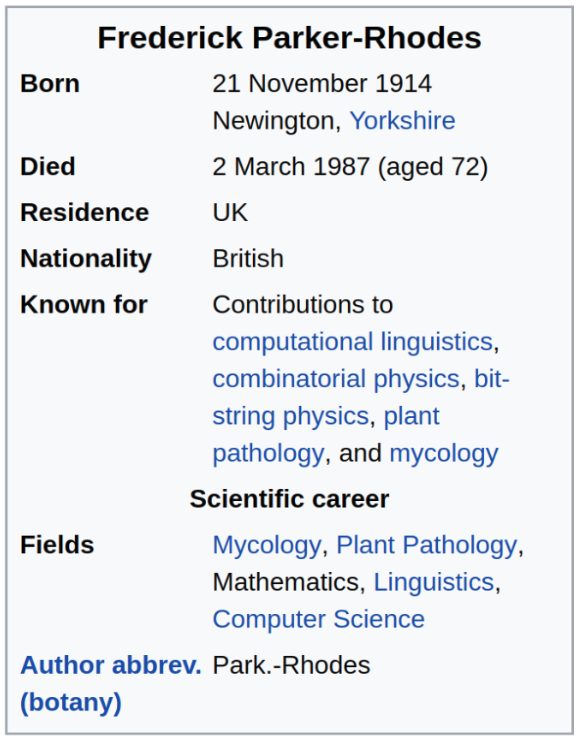 Frederick Parker-Rhodes
Born 21 November 1914
Newington, Yorkshire
Died 2 March 1987 (aged 72)
Residence UK
Nationality British
Known for Contributions to
computational linguistics,
combinatorial physics, bit-
string physics, plant
pathology, and mycology
Scientific career
Fields Mycology, Plant Pathology,
Mathematics, Linguistics,
Computer Science
Author abbrev. Park.-Rhodes
(botany)